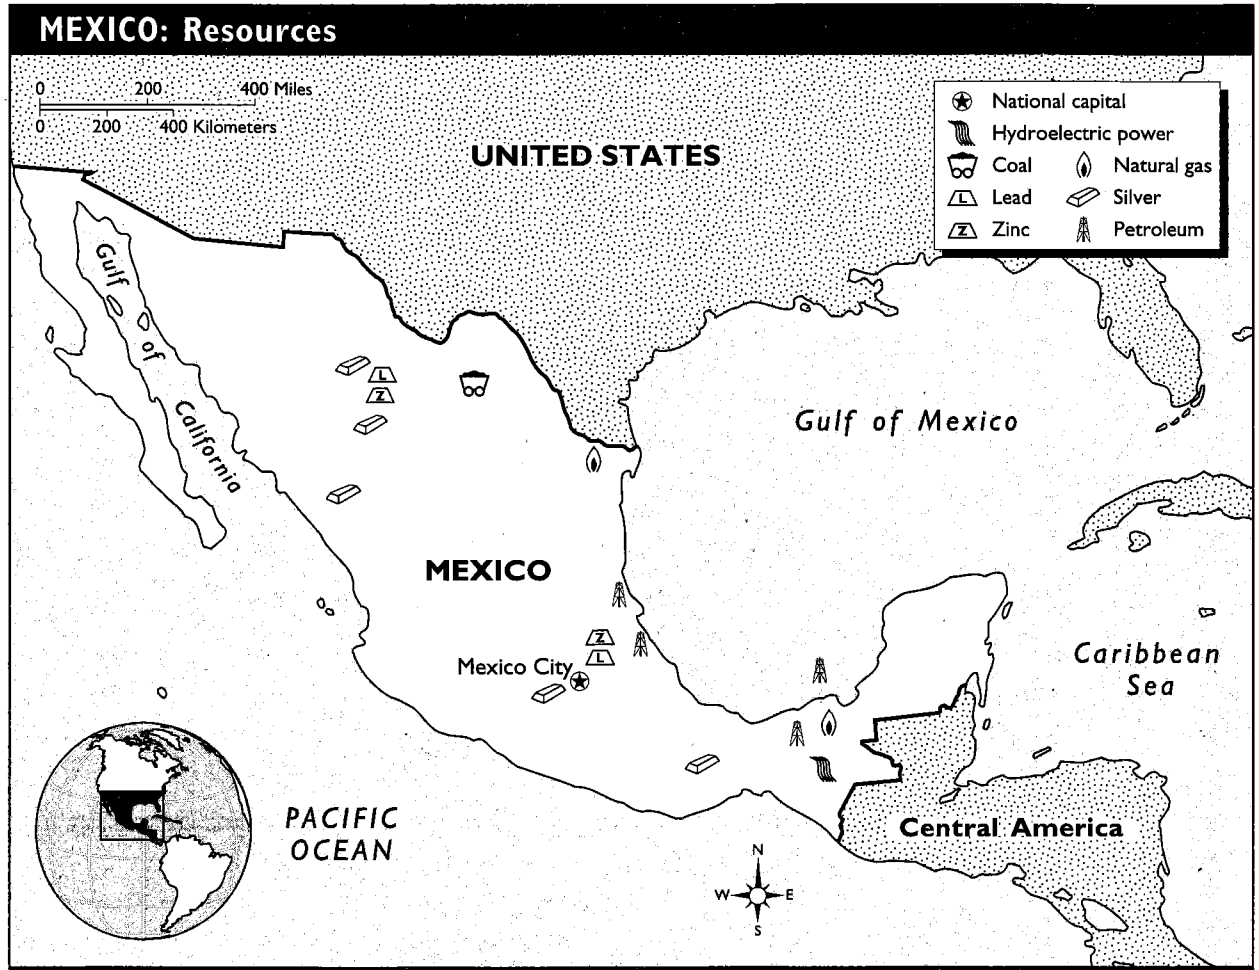 MEXICO: Resources
0 200 400 Miles
0 200 400 Kilometers
National capital
Hydroelectric power
Coal Natural gas
L Lead Silver
Z Zinc Petroleum
UNITED STATES
Gulf of California
L
Z
Gulf of Mexico
MEXICO
Z
L
Mexico City
Caribbean
Sea
PACIFIC
OCEAN
Central America
N
W E
S